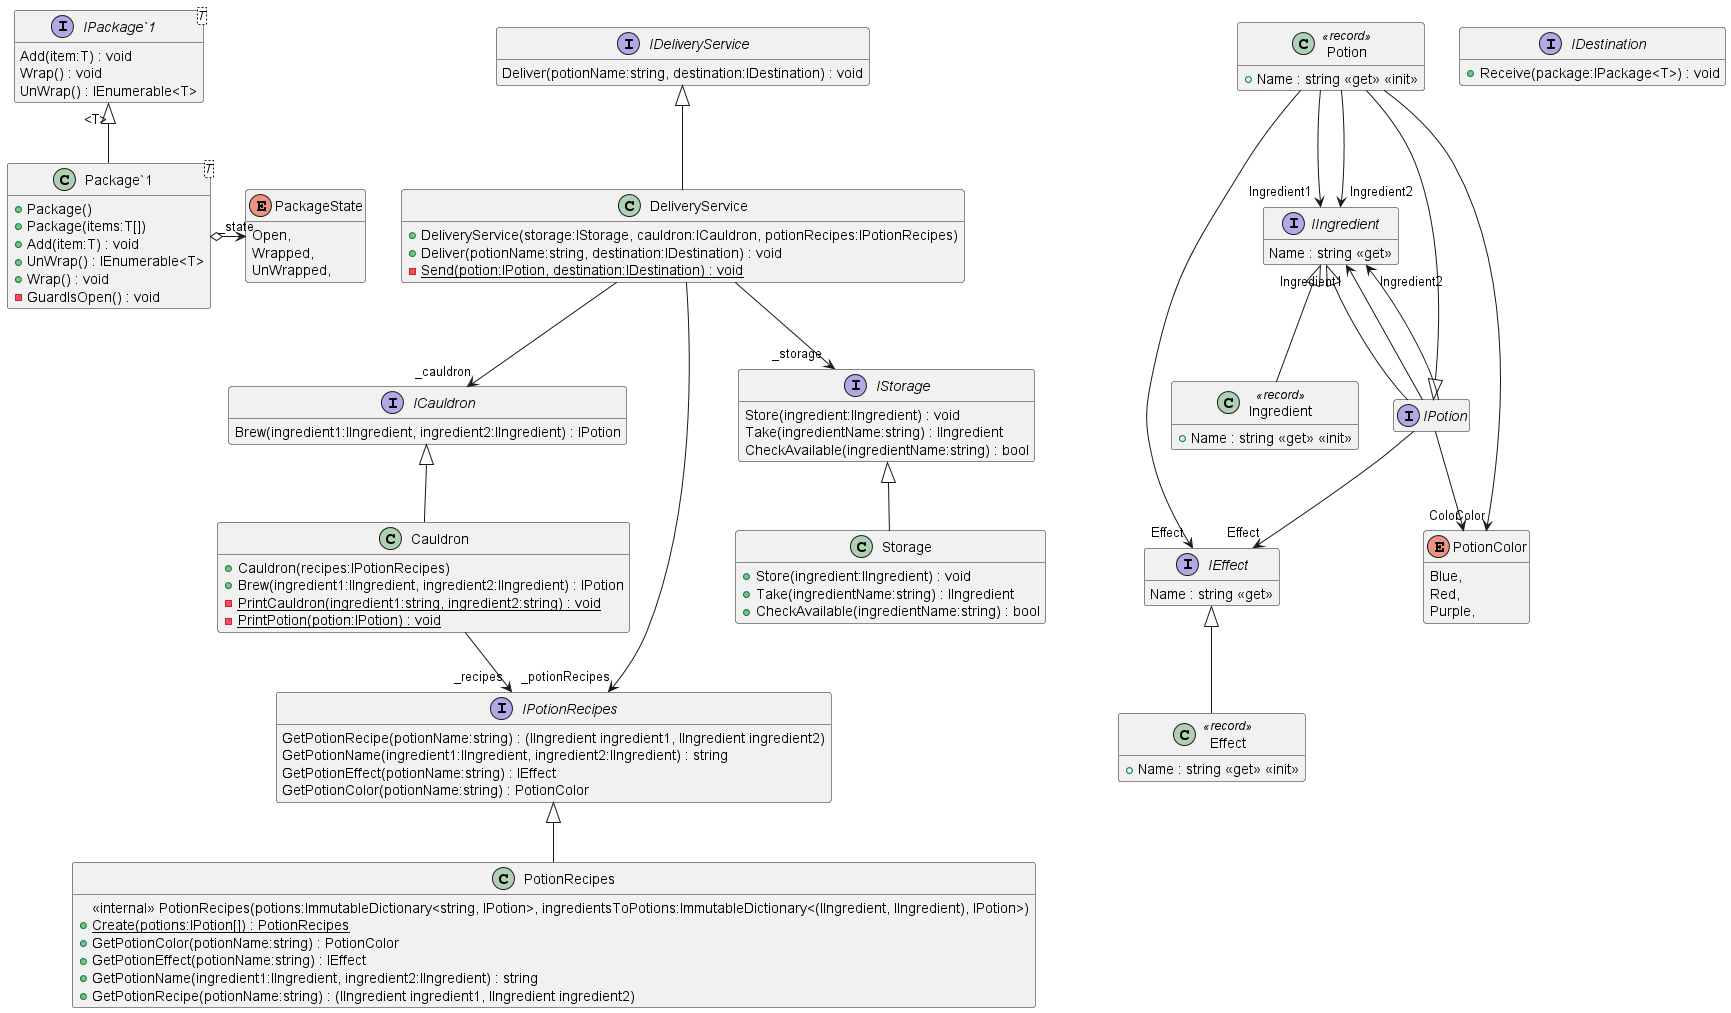 I IPackage`1
T
Add(item:T) : void
Wrap() : void
UnWrap() : IEnumerable<T>
<T>
C Package`1
T
Package()
Package(items:T[])
Add(item:T) : void
UnWrap() : IEnumerable<T>
Wrap() : void
GuardIsOpen() : void
_state
E PackageState
Open,
Wrapped,
UnWrapped,
I IDeliveryService
Deliver(potionName:string, destination:IDestination) : void
C DeliveryService
DeliveryService(storage:IStorage, cauldron:ICauldron, potionRecipes:IPotionRecipes)
Deliver(potionName:string, destination:IDestination) : void
Send(potion:IPotion, destination:IDestination) : void
_cauldron
_storage
I ICauldron
Brew(ingredient1:IIngredient, ingredient2:IIngredient) : IPotion
I IStorage
Store(ingredient:IIngredient) : void
Take(ingredientName:string) : IIngredient
CheckAvailable(ingredientName:string) : bool
C Cauldron
Cauldron(recipes:IPotionRecipes)
Brew(ingredient1:IIngredient, ingredient2:IIngredient) : IPotion
PrintCauldron(ingredient1:string, ingredient2:string) : void
PrintPotion(potion:IPotion) : void
C Storage
Store(ingredient:IIngredient) : void
Take(ingredientName:string) : IIngredient
CheckAvailable(ingredientName:string) : bool
_recipes
_potionRecipes
I IPotionRecipes
GetPotionRecipe(potionName:string) : (IIngredient ingredient1, IIngredient ingredient2)
GetPotionName(ingredient1:IIngredient, ingredient2:IIngredient) : string
GetPotionEffect(potionName:string) : IEffect
GetPotionColor(potionName:string) : PotionColor
C PotionRecipes
«internal» PotionRecipes(potions:ImmutableDictionary<string, IPotion>, ingredientsToPotions:ImmutableDictionary<(IIngredient, IIngredient), IPotion>)
Create(potions:IPotion[]) : PotionRecipes
GetPotionColor(potionName:string) : PotionColor
GetPotionEffect(potionName:string) : IEffect
GetPotionName(ingredient1:IIngredient, ingredient2:IIngredient) : string
GetPotionRecipe(potionName:string) : (IIngredient ingredient1, IIngredient ingredient2)
C «record»
Potion
Name : string «get» «init»
I IDestination
Receive(package:IPackage<T>) : void
Ingredient1
Ingredient2
I IIngredient
Name : string «get»
Ingredient1
Ingredient2
C «record»
Ingredient
Name : string «get» «init»
I IPotion
Effect
Effect
Color
Color
I IEffect
Name : string «get»
E PotionColor
Blue,
Red,
Purple,
C «record»
Effect
Name : string «get» «init»